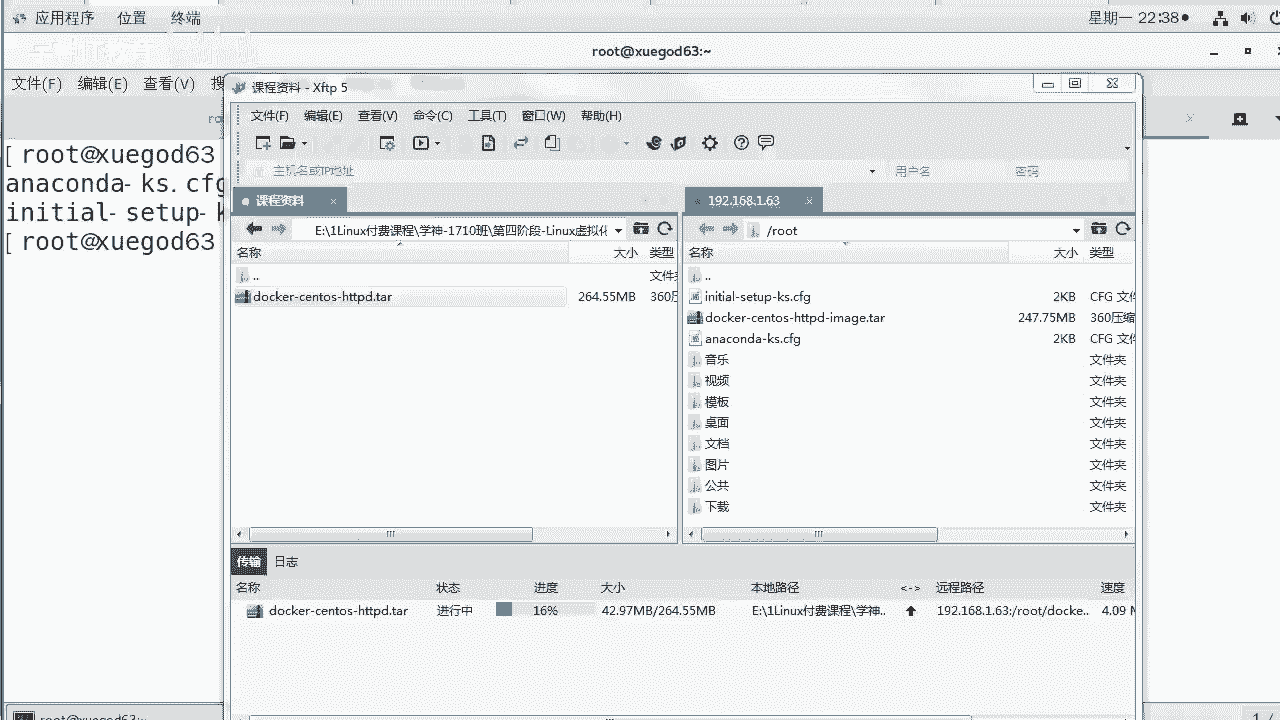 应用程序 位置 终端 星期一 22:38
root@xuegod63:~
文件(F) 编辑(E) 查看(V) 搜
课程资料 - Xftp 5
文件(F) 编辑(E) 查看(V) 命令(C) 工具(T) 窗口(W) 帮助(H)
主机名或IP地址 用户名 密码
[ root@xuegod63
anaconda- ks. cfg
initial- setup- k
[ root@xuegod63
课程资料 × 192.168.1.63 ×
E:\1Linux付费课程\学神-1710班\第四阶段-Linux虚拟化 /root
名称 大小 类型 名称 大小 类型
.. ..
docker-centos-httpd.tar 264.55MB initial-setup-ks.cfg 2KB CFG 文
docker-centos-httpd-image.tar 247.75MB 360压缩
anaconda-ks.cfg 2KB CFG 文
音乐 文件夹
视频 文件夹
模板 文件夹
桌面 文件夹
文档 文件夹
图片 文件夹
公共 文件夹
下载 文件夹
传输 日志
名称 状态 进度 大小 本地路径 <-> 远程路径 速度
docker-centos-httpd.tar 进行中 16% 42.97MB/264.55MB E:\1Linux付费课程\学神.. 192.168.1.63:/root/docke.. 4.09